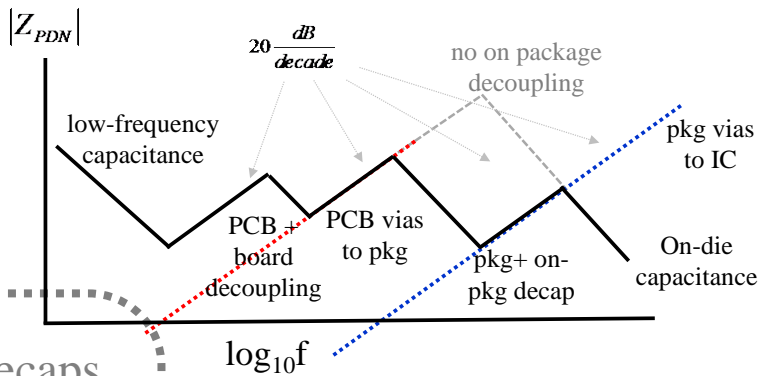 |Z_PDN|
20 dB/decade
no on package
decoupling
low-frequency
capacitance
pkg vias
to IC
PCB +
board
decoupling
PCB vias
to pkg
pkg+ on-
pkg decap
On-die
capacitance
ecaps
log₁₀f